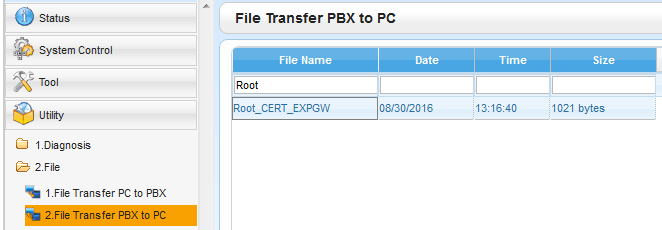 Status
System Control
Tool
Utility
1.Diagnosis
2.File
1.File Transfer PC to PBX
2.File Transfer PBX to PC
File Transfer PBX to PC
File Name Date Time Size
Root
Root_CERT_EXPGW 08/30/2016 13:16:40 1021 bytes